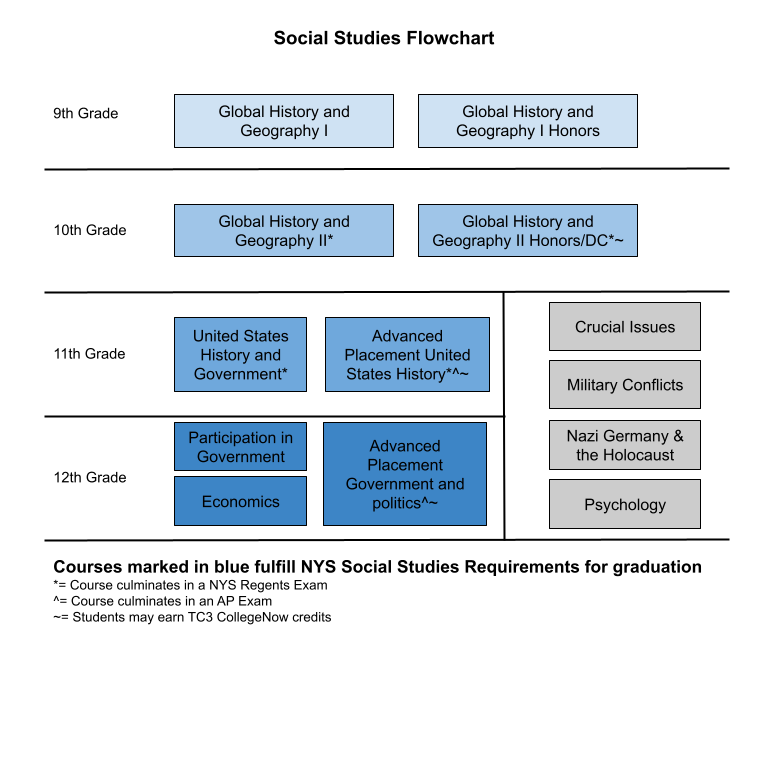 Social Studies Flowchart
9th Grade
Global History and
Geography I
Global History and
Geography I Honors
10th Grade
Global History and
Geography II*
Global History and
Geography II Honors/DC*~
11th Grade
United States
History and
Government*
Advanced
Placement United
States History*^~
12th Grade
Participation in
Government
Economics
Advanced
Placement
Government and
politics^~
Crucial Issues
Military Conflicts
Nazi Germany &
the Holocaust
Psychology
Courses marked in blue fulfill NYS Social Studies Requirements for graduation
*= Course culminates in a NYS Regents Exam
^= Course culminates in an AP Exam
~= Students may earn TC3 CollegeNow credits